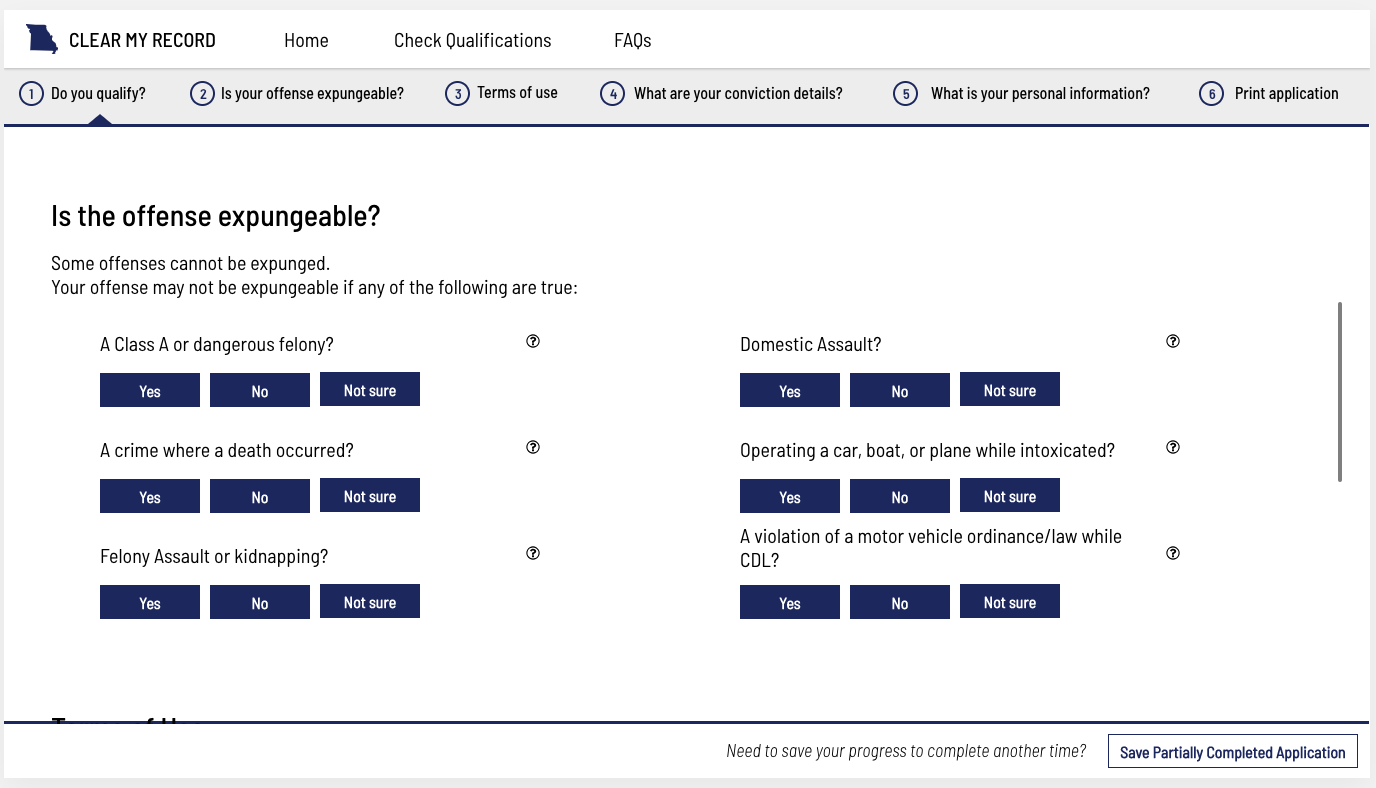 CLEAR MY RECORD
Home
Check Qualifications
FAQs
1 Do you qualify?
2 Is your offense expungeable?
3 Terms of use
4 What are your conviction details?
5 What is your personal information?
6 Print application
Is the offense expungeable?
Some offenses cannot be expunged.
Your offense may not be expungeable if any of the following are true:
A Class A or dangerous felony?
?
Yes
No
Not sure
Domestic Assault?
?
Yes
No
Not sure
A crime where a death occurred?
?
Yes
No
Not sure
Operating a car, boat, or plane while intoxicated?
?
Yes
No
Not sure
Felony Assault or kidnapping?
?
Yes
No
Not sure
A violation of a motor vehicle ordinance/law while
CDL?
?
Yes
No
Not sure
Need to save your progress to complete another time?
Save Partially Completed Application